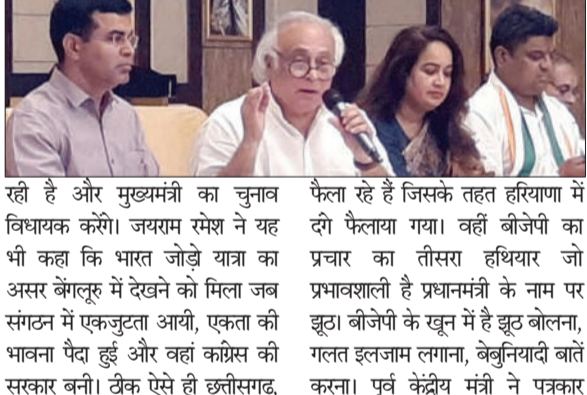 रही है और मुख्यमंत्री का चुनाव
विधायक करेंगे। जयराम रमेश ने यह
भी कहा कि भारत जोड़ो यात्रा का
असर बेंगलूरु में देखने को मिला जब
संगठन में एकजुटता आयी, एकता की
भावना पैदा हुई और वहां कांग्रेस की
सरकार बनी। ठीक ऐसे ही छत्तीसगढ़,
फैला रहे हैं जिसके तहत हरियाणा में
दंगे फैलाया गया। वहीं बीजेपी का
प्रचार का तीसरा हथियार जो
प्रभावशाली है प्रधानमंत्री के नाम पर
झूठ। बीजेपी के खून में है झूठ बोलना,
गलत इलजाम लगाना, बेबुनियादी बातें
करना। पूर्व केंद्रीय मंत्री ने पत्रकार